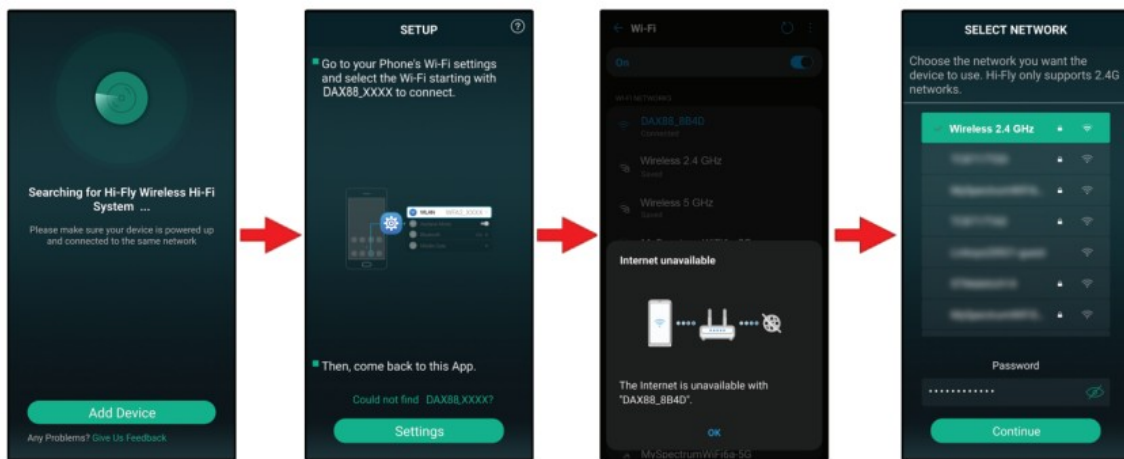 Searching for Hi-Fly Wireless Hi-Fi
System ...
Please make sure your device is powered up
and connected to the same network
Add Device
Any Problems? Give Us Feedback
SETUP
?
Go to your Phone's Wi-Fi settings
and select the Wi-Fi starting with
DAX88_XXXX to connect.
WLAN
Then, come back to this App.
Could not find DAX88,XXXX?
Settings
Wi-Fi
On
WI-FI NETWORKS
DAX88_8B4D
Connected
Wireless 2.4 GHz
Saved
Wireless 5 GHz
Saved
Internet unavailable
The Internet is unavailable with
"DAX88_8B4D".
OK
MySpectrumWiFi6a-5G
SELECT NETWORK
Choose the network you want the
device to use. Hi-Fly only supports 2.4G
networks.
Wireless 2.4 GHz
Password
Continue